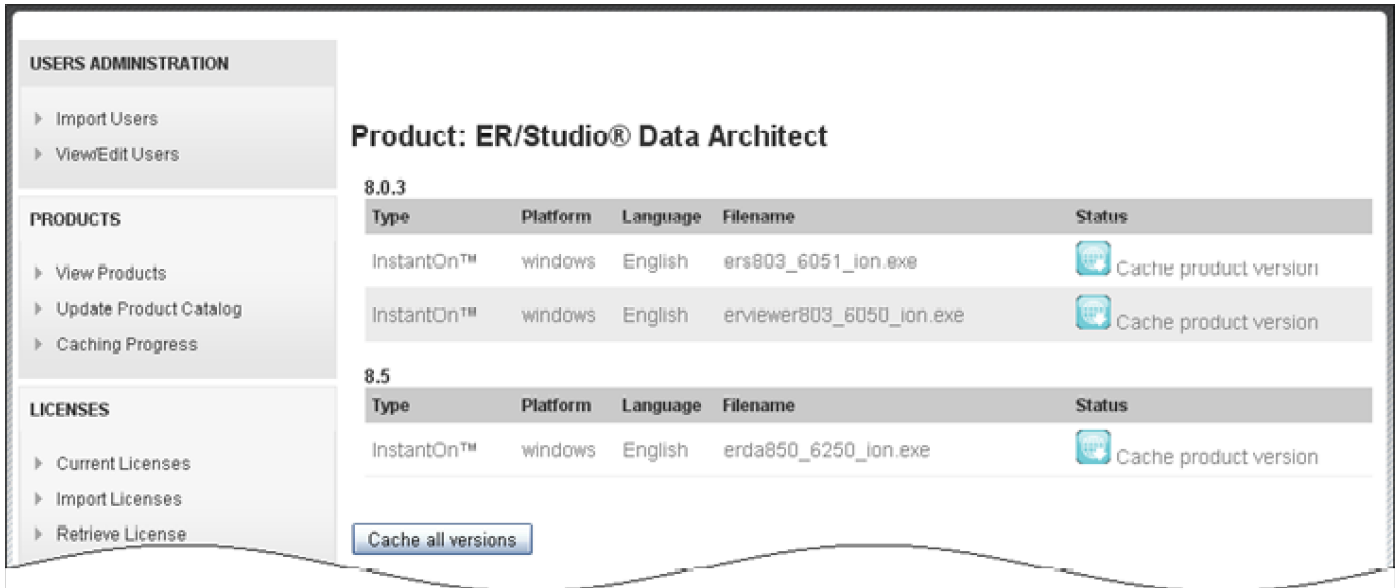 USERS ADMINISTRATION
Import Users
View/Edit Users
PRODUCTS
View Products
Update Product Catalog
Caching Progress
LICENSES
Current Licenses
Import Licenses
Retrieve License
Product: ER/Studio® Data Architect
8.0.3
Type Platform Language Filename Status
InstantOn™ windows English ers803_6051_ion.exe Cache product version
InstantOn™ windows English erviewer803_6050_ion.exe Cache product version
8.5
Type Platform Language Filename Status
InstantOn™ windows English erda850_6250_ion.exe Cache product version
Cache all versions